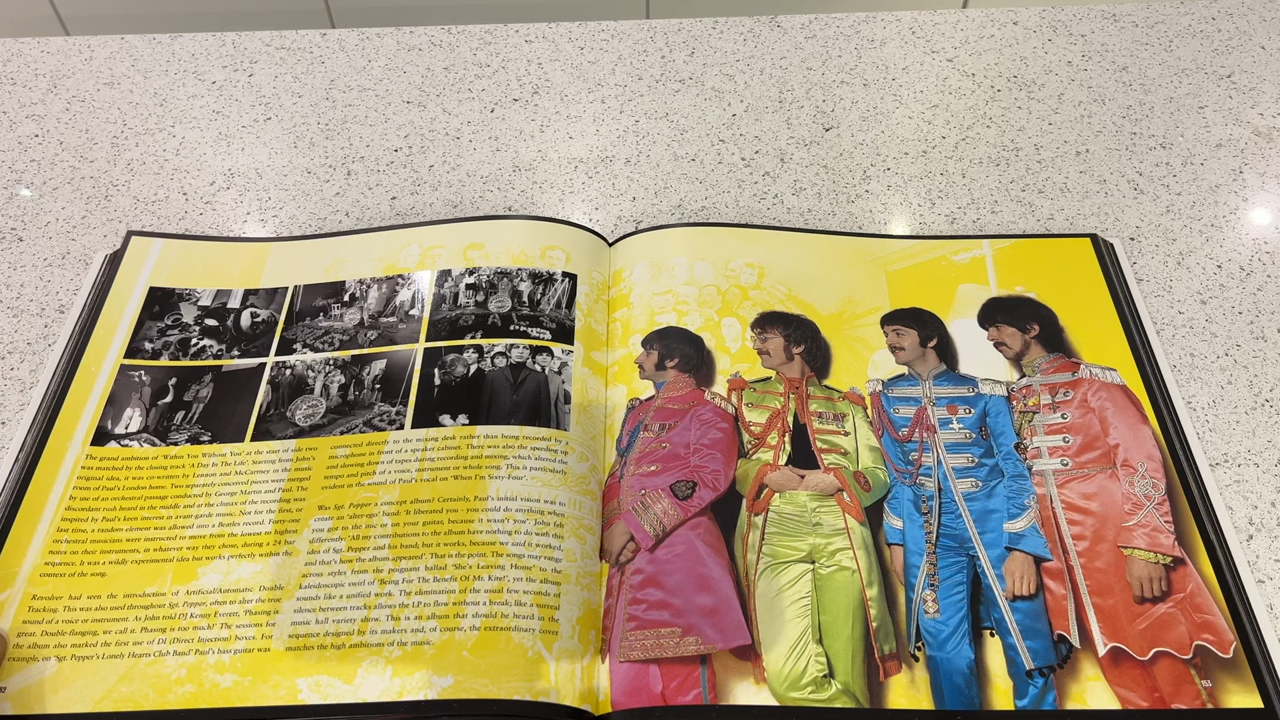 The grand ambition of 'Within You Without You' at the start of side two
was matched by the closing track 'A Day In The Life'. Starting from John's
original idea, it was co-written by Lennon and McCartney in the music
room of Paul's London home. Two separately conceived pieces were merged
by use of an orchestral passage conducted by George Martin and Paul. The
discordant rush heard in the middle and at the climax of the recording was
inspired by Paul's keen interest in avant-garde music. Not for the first, or
last time, a random element was allowed into a Beatles record. Forty-one
orchestral musicians were instructed to move from the lowest to highest
notes on their instruments, in whatever way they chose, during a 24 bar
sequence. It was a wildly experimental idea but works perfectly within the
context of the song.
Revolver had seen the introduction of Artificial/Automatic Double
Tracking. This was also used throughout Sgt. Pepper, often to alter the true
sound of a voice or instrument. As John told DJ Kenny Everett, 'Phasing is
great. Double-flanging, we call it. Phasing is too much!' The sessions for
the album also marked the first use of DI (Direct Injection) boxes. For
example, on 'Sgt. Pepper's Lonely Hearts Club Band' Paul's bass guitar was
connected directly to the mixing desk rather than being recorded by a
microphone in front of a speaker cabinet. There was also the speeding up
and slowing down of tapes during recording and mixing, which altered the
tempo and pitch of a voice, instrument or whole song. This is particularly
evident in the sound of Paul's vocal on 'When I'm Sixty-Four'.
Was Sgt. Pepper a concept album? Certainly, Paul's initial vision was to
create an 'alter-ego' band: 'It liberated you - you could do anything when
you got to the mic or on your guitar, because it wasn't you'. John felt
differently: 'All my contributions to the album have nothing to do with this
idea of Sgt. Pepper and his band; but it works, because we said it worked,
and that's how the album appeared'. That is the point. The songs may range
across styles from the poignant ballad 'She's Leaving Home' to the
kaleidoscopic swirl of 'Being For The Benefit Of Mr. Kite!', yet the album
sounds like a unified work. The elimination of the usual few seconds of
silence between tracks allows the LP to flow without a break; like a surreal
music hall variety show. This is an album that should be heard in the
sequence designed by its makers and, of course, the extraordinary cover
matches the high ambitions of the music.
153